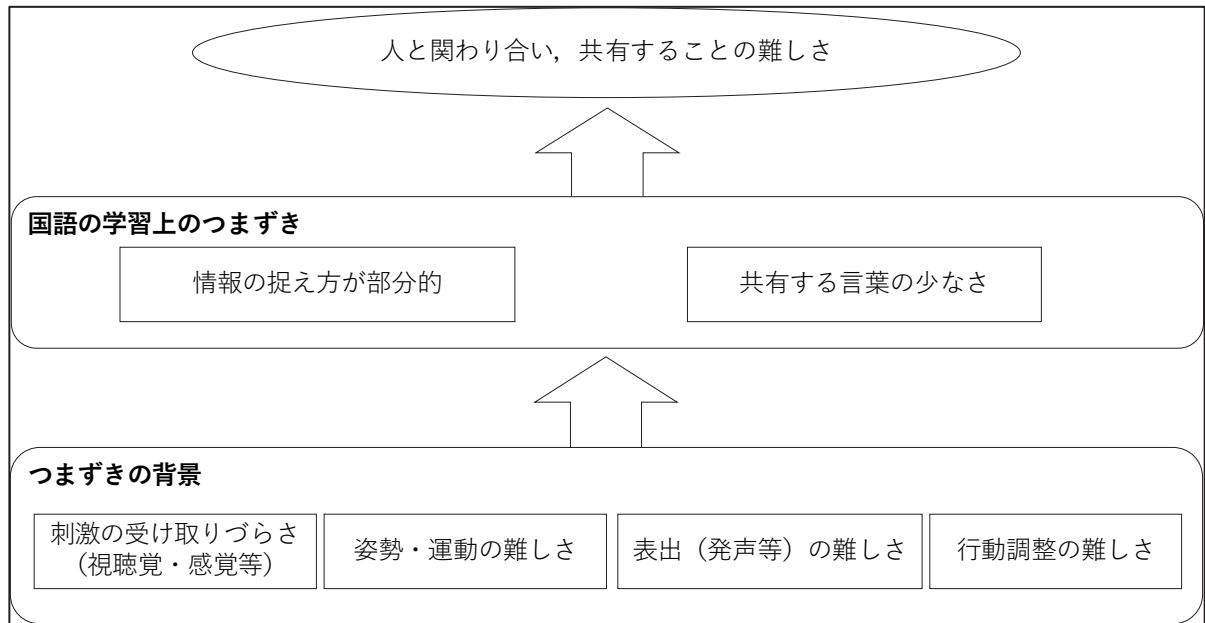 人と関わり合い，共有することの難しさ
国語の学習上のつまずき
情報の捉え方が部分的
共有する言葉の少なさ
つまずきの背景
刺激の受け取りづらさ
（視聴覚・感覚等）
姿勢・運動の難しさ
表出（発声等）の難しさ
行動調整の難しさ